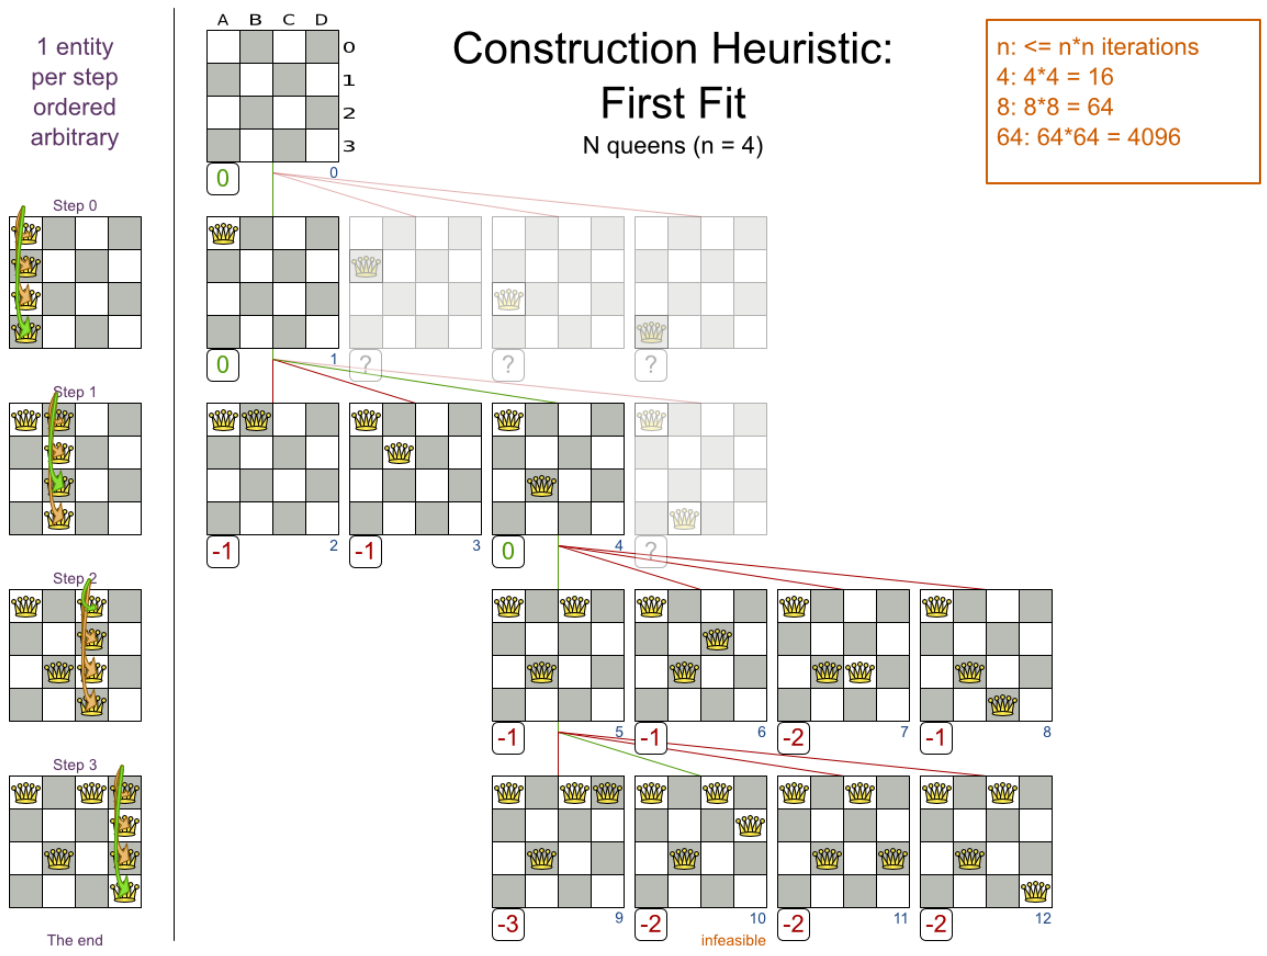 1 entity
per step
ordered
arbitrary
A B C D
0
1
2
3
Construction Heuristic:
First Fit
N queens (n = 4)
n: <= n*n iterations
4: 4*4 = 16
8: 8*8 = 64
64: 64*64 = 4096
0 0
Step 0
0 1 ? ? ?
Step 1
-1 2 -1 3 0 4 ?
Step 2
-1 5 -1 6 -2 7 -1 8
Step 3
-3 9 -2 10 -2 11 -2 12
The end
infeasible